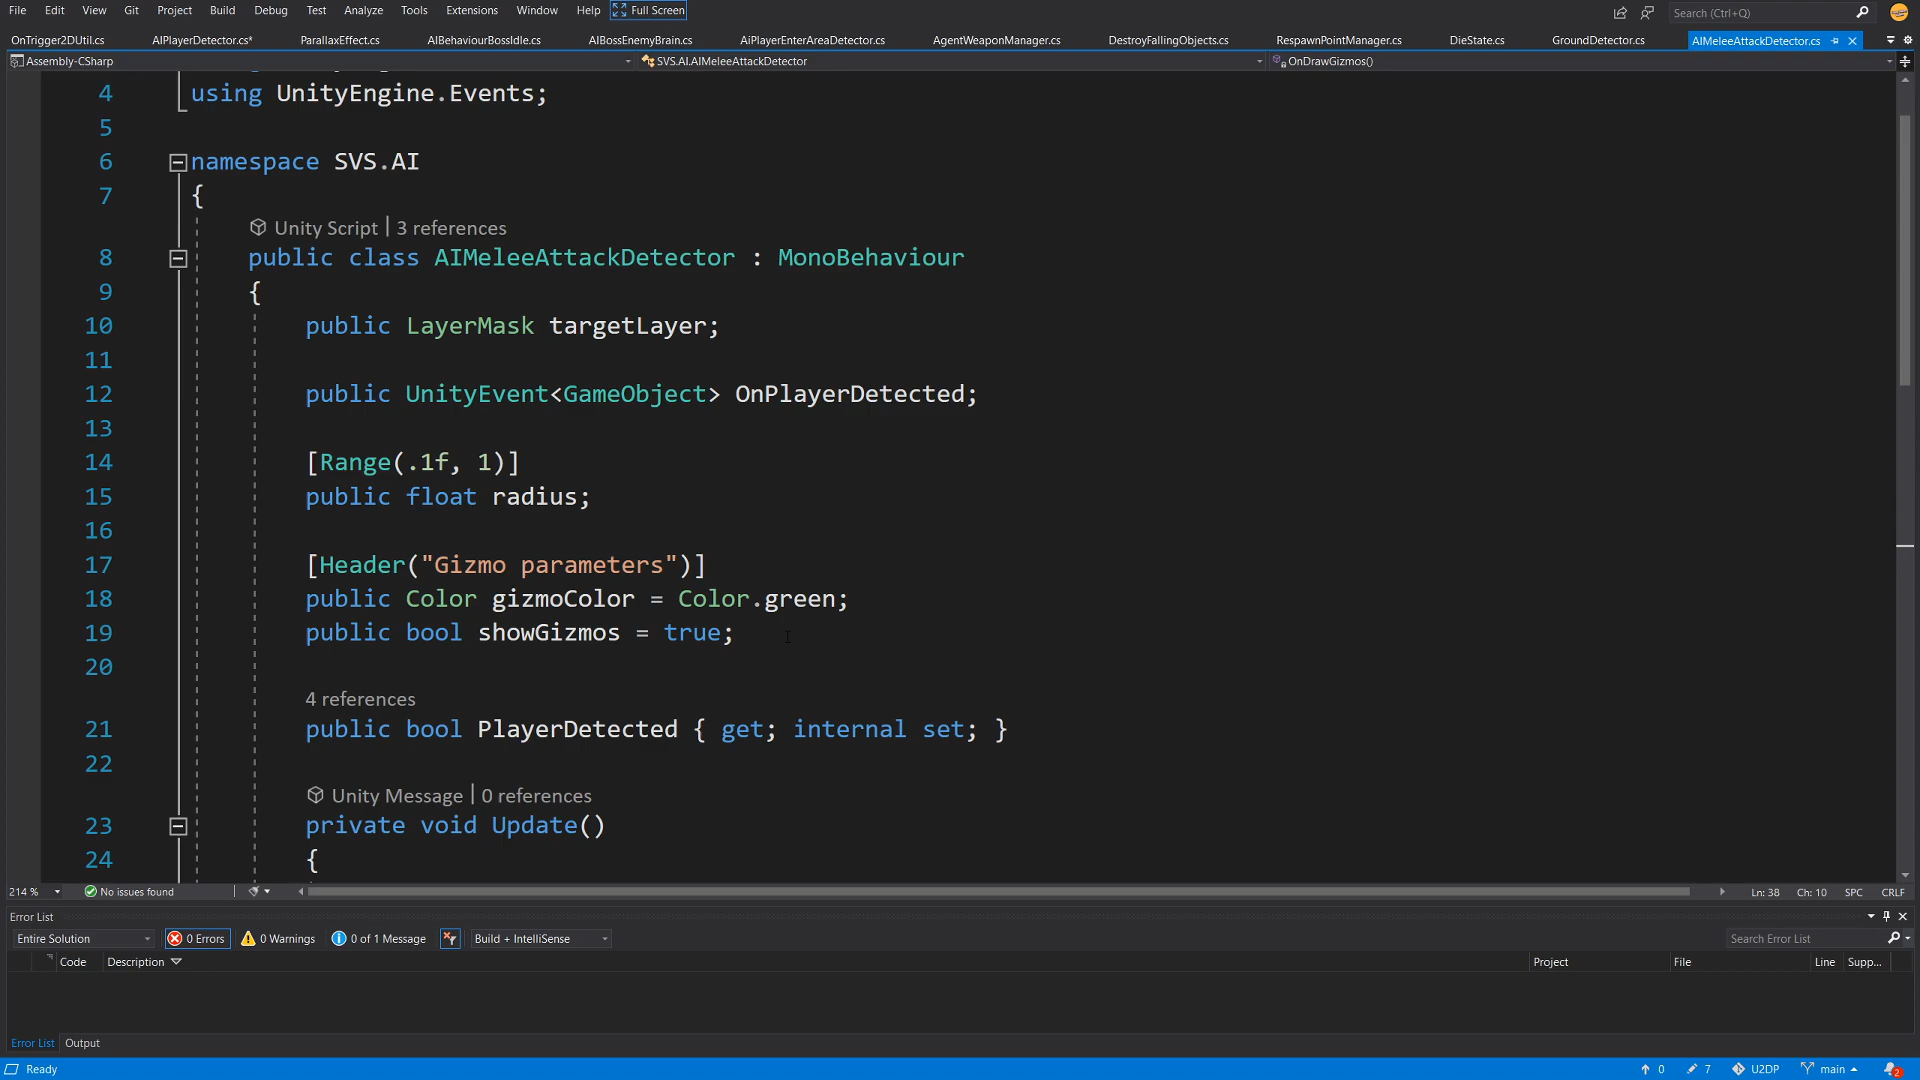 File Edit View Git Project Build Debug Test Analyze Tools Extensions Window Help Full Screen Search (Ctrl+Q)
OnTrigger2DUtil.cs AIPlayerDetector.cs* ParallaxEffect.cs AIBehaviourBossIdle.cs AIBossEnemyBrain.cs AiPlayerEnterAreaDetector.cs AgentWeaponManager.cs DestroyFallingObjects.cs RespawnPointManager.cs DieState.cs GroundDetector.cs AIMeleeAttackDetector.cs
Assembly-CSharp SVS.AI.AIMeleeAttackDetector OnDrawGizmos()
4 using UnityEngine.Events;
5
6 namespace SVS.AI
7 {
Unity Script | 3 references
8 public class AIMeleeAttackDetector : MonoBehaviour
9 {
10 public LayerMask targetLayer;
11
12 public UnityEvent<GameObject> OnPlayerDetected;
13
14 [Range(.1f, 1)]
15 public float radius;
16
17 [Header("Gizmo parameters")]
18 public Color gizmoColor = Color.green;
19 public bool showGizmos = true;
20
4 references
21 public bool PlayerDetected { get; internal set; }
22
Unity Message | 0 references
23 private void Update()
24 {
214 % No issues found Ln: 38 Ch: 10 SPC CRLF
Error List
Entire Solution 0 Errors 0 Warnings 0 of 1 Message Build + IntelliSense Search Error List
Code Description Project File Line Supp...
Error List Output
Ready 0 7 U2DP main 2